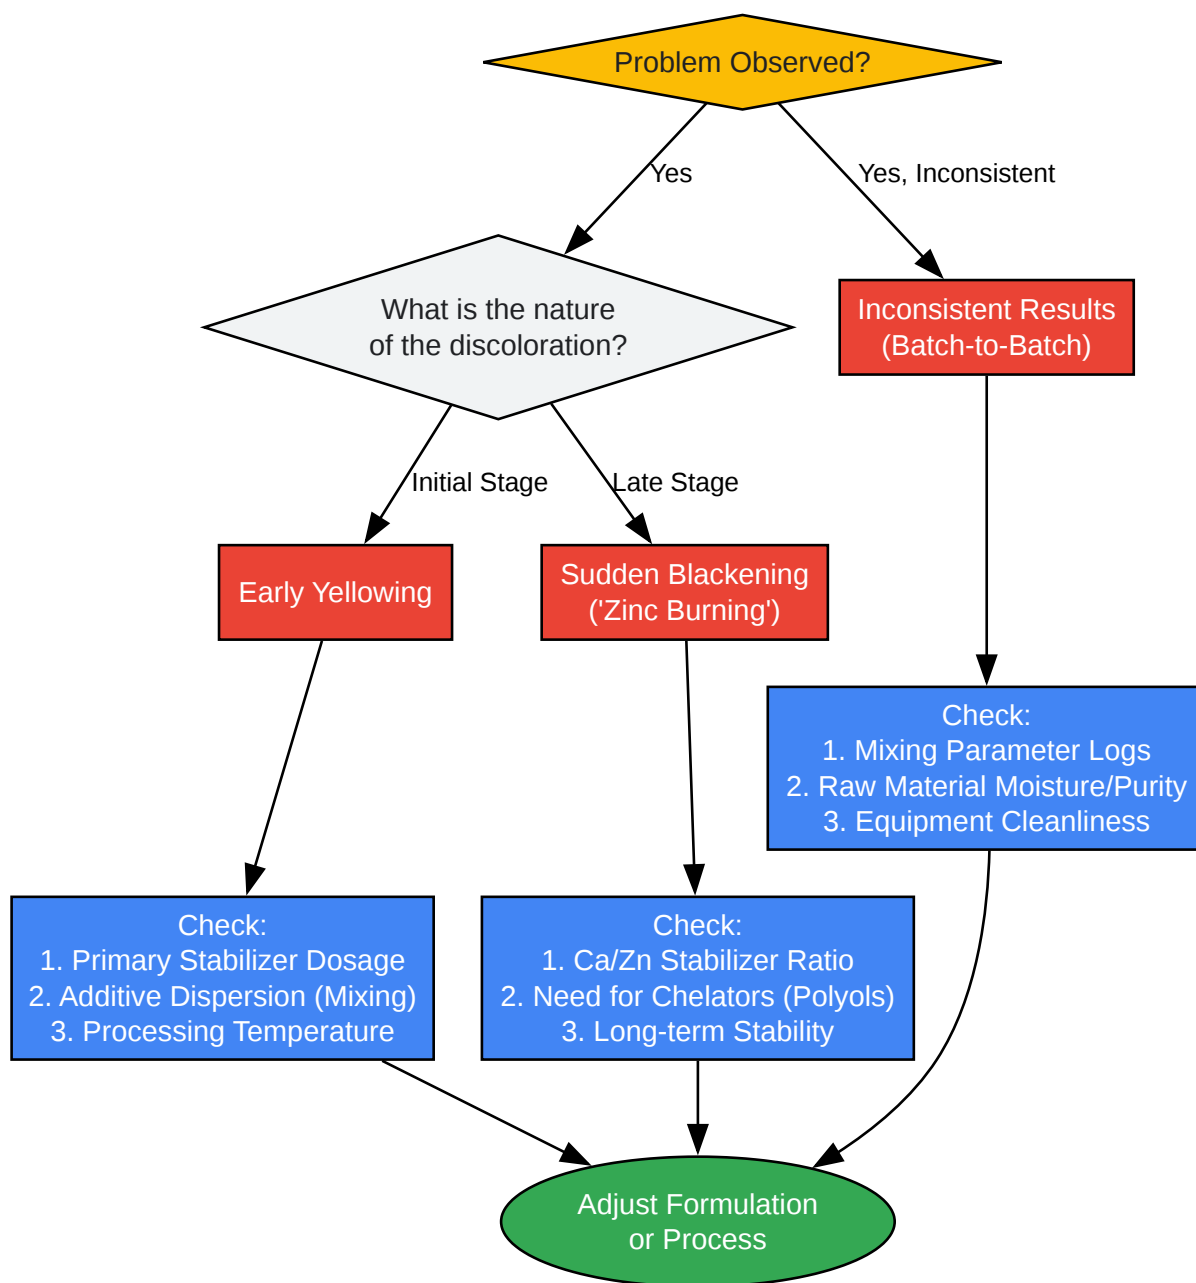 Problem Observed?
Yes
Yes, Inconsistent
What is the nature
of the discoloration?
Inconsistent Results
(Batch-to-Batch)
Initial Stage
Late Stage
Early Yellowing
Sudden Blackening
('Zinc Burning')
Check:
1. Mixing Parameter Logs
2. Raw Material Moisture/Purity
3. Equipment Cleanliness
Check:
1. Primary Stabilizer Dosage
2. Additive Dispersion (Mixing)
3. Processing Temperature
Check:
1. Ca/Zn Stabilizer Ratio
2. Need for Chelators (Polyols)
3. Long-term Stability
Adjust Formulation
or Process